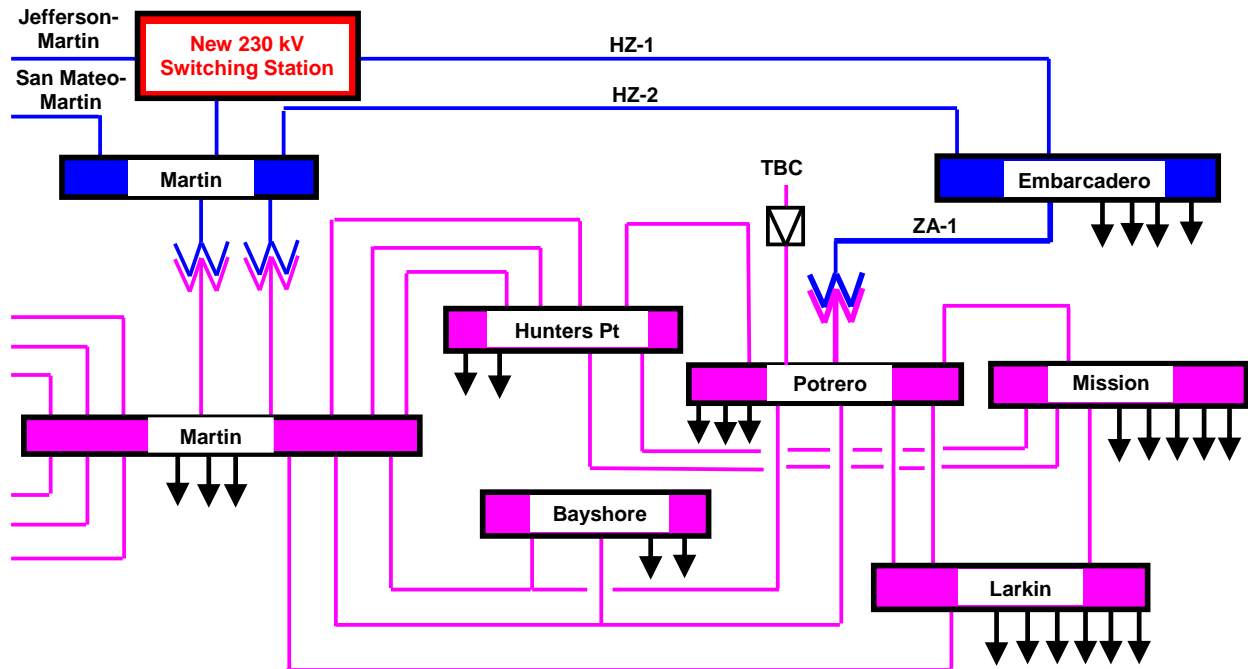 Jefferson-
Martin
New 230 kV
Switching Station
HZ-1
San Mateo-
Martin
HZ-2
Martin
TBC
Embarcadero
ZA-1
Hunters Pt
Potrero
Mission
Martin
Bayshore
Larkin